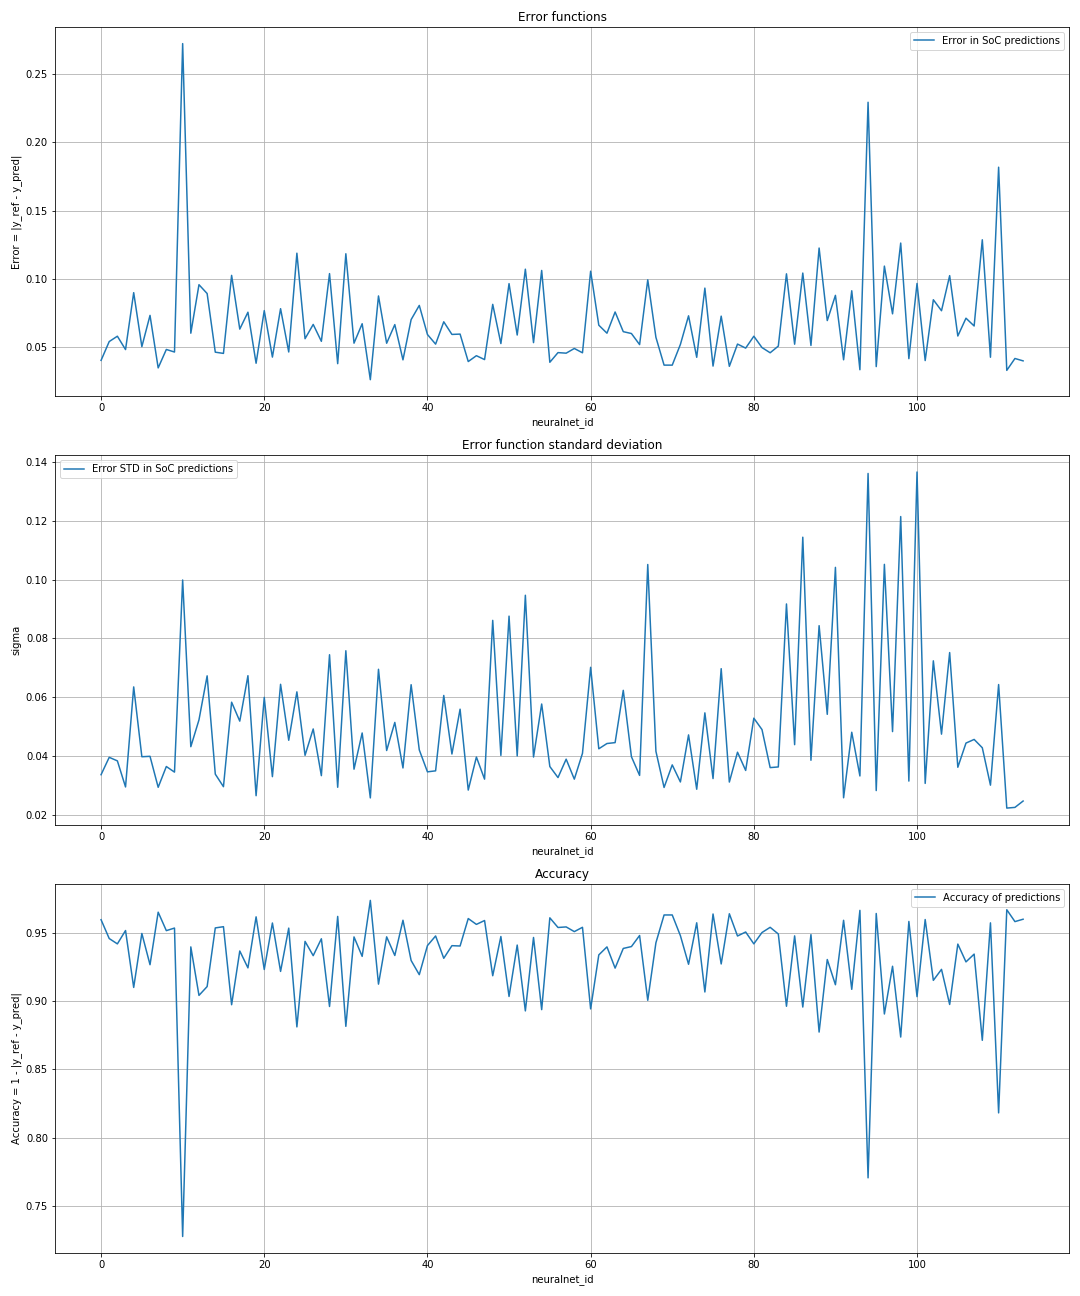 Error functions
Error in SoC predictions
0.25
0.20
0.15
0.10
0.05
Error = |y_ref - y_pred|
0 20 40 60 80 100
neuralnet_id
Error function standard deviation
Error STD in SoC predictions
0.14
0.12
0.10
0.08
0.06
0.04
0.02
sigma
0 20 40 60 80 100
neuralnet_id
Accuracy
Accuracy of predictions
0.95
0.90
0.85
0.80
0.75
Accuracy = 1 - |y_ref - y_pred|
0 20 40 60 80 100
neuralnet_id